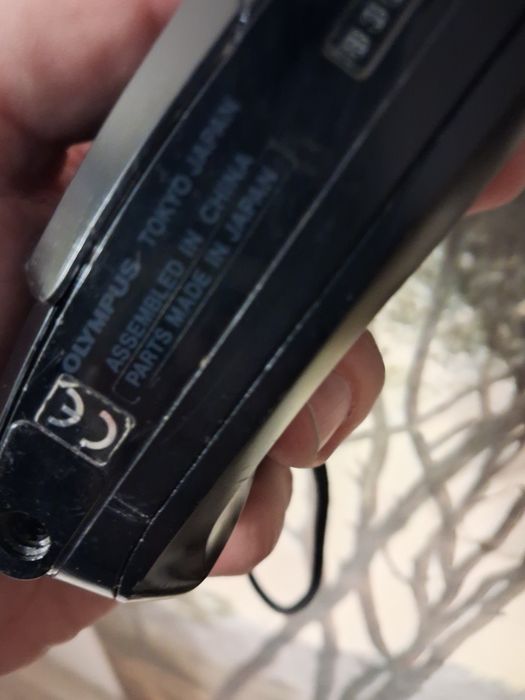 OLYMPUS TOKYO JAPAN
ASSEMBLED IN CHINA
PARTS MADE IN JAPAN
CE